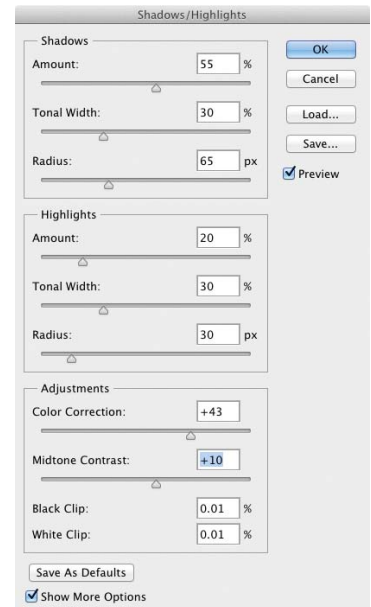 Shadows/Highlights
Shadows
Amount: 55 %
Tonal Width: 30 %
Radius: 65 px
Highlights
Amount: 20 %
Tonal Width: 30 %
Radius: 30 px
Adjustments
Color Correction: +43
Midtone Contrast: +10
Black Clip: 0.01 %
White Clip: 0.01 %
Save As Defaults
Show More Options
OK
Cancel
Load...
Save...
Preview